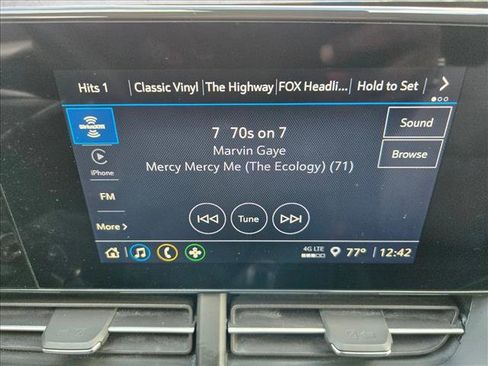 Hits 1 Classic Vinyl The Highway FOX Headli... Hold to Set
SiriusXM
7 70s on 7
Sound
Marvin Gaye
Mercy Mercy Me (The Ecology) (71)
Browse
iPhone
FM
More
Tune
4G LTE
77° 12:42